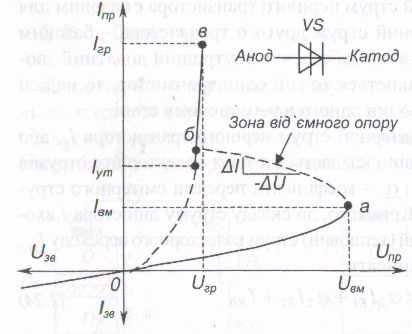 Iпр
в
VS
Iгр
Анод
Катод
Зона від'ємного опору
б
ΔI
Iут
-ΔU
Iвм
а
Uзв
Uпр
0
Uгр
Uвм
Iзв